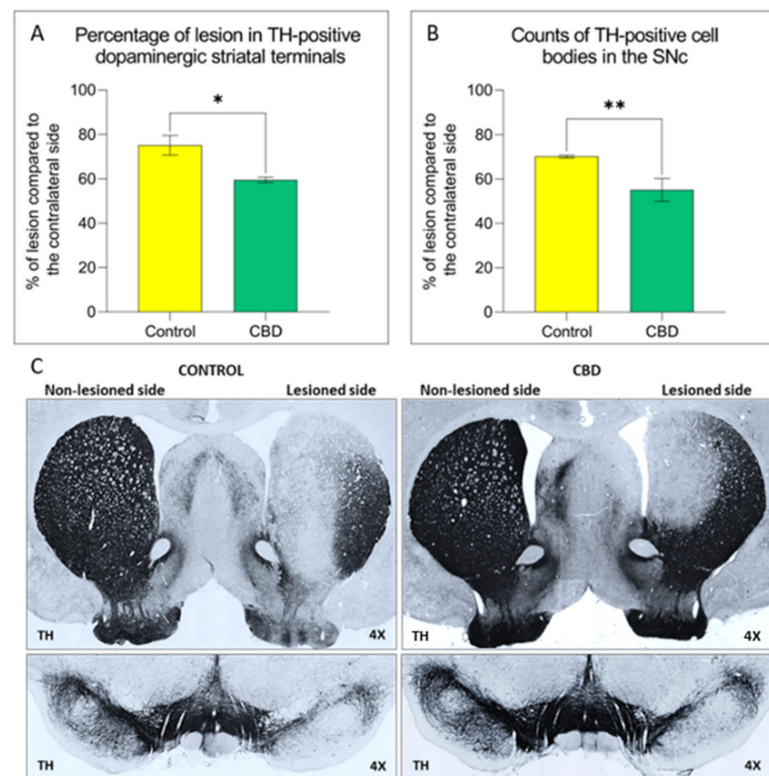 A
Percentage of lesion in TH-positive
dopaminergic striatal terminals
% of lesion compared to
the contralateral side
100
80
60
40
20
0
*
Control
CBD
B
Counts of TH-positive cell
bodies in the SNc
% of lesion compared to
the contralateral side
100
80
60
40
20
0
**
Control
CBD
C
CONTROL
Non-lesioned side
Lesioned side
CBD
Non-lesioned side
Lesioned side
TH
4X
TH
4X
TH
4X
TH
4X